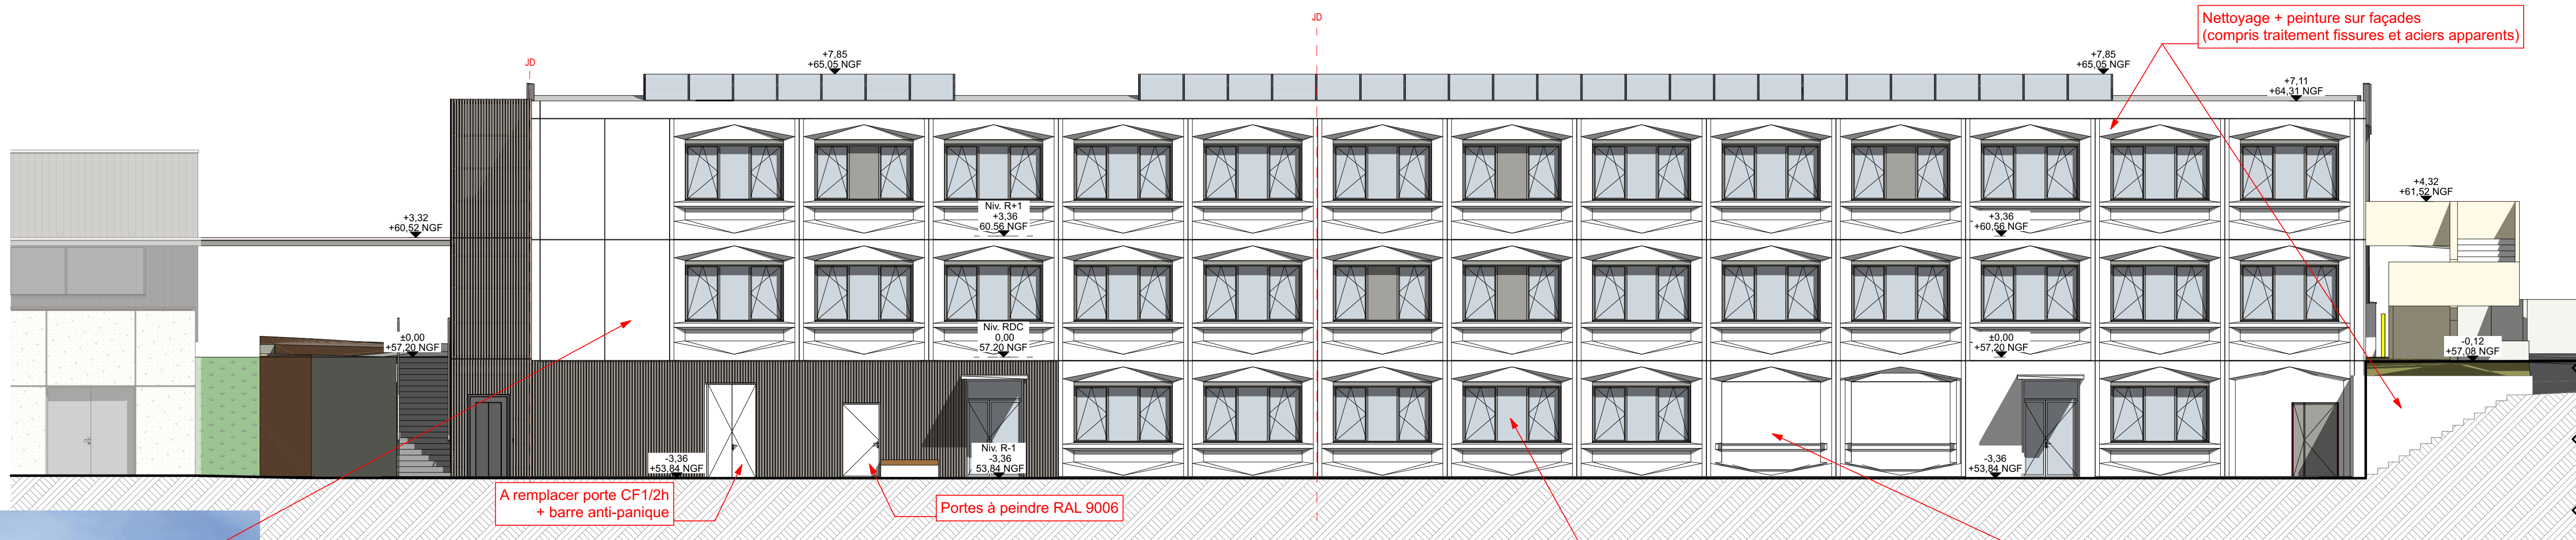 Nettoyage + peinture sur façades
(compris traitement fissures et aciers apparents)
JD
JD
+7,85
+65,05 NGF
+7,85
+65,05 NGF
+7,11
+64,31 NGF
+4,32
+61,52 NGF
+3,32
+60,52 NGF
Niv. R+1
+3,36
60.56 NGF
+3,36
+60,56 NGF
±0,00
+57,20 NGF
Niv. RDC
0,00
57.20 NGF
±0,00
+57,20 NGF
-0,12
+57,08 NGF
-3,36
+53,84 NGF
Niv. R-1
-3,36
53,84 NGF
-3,36
+53,84 NGF
A remplacer porte CF1/2h
+ barre anti-panique
Portes à peindre RAL 9006